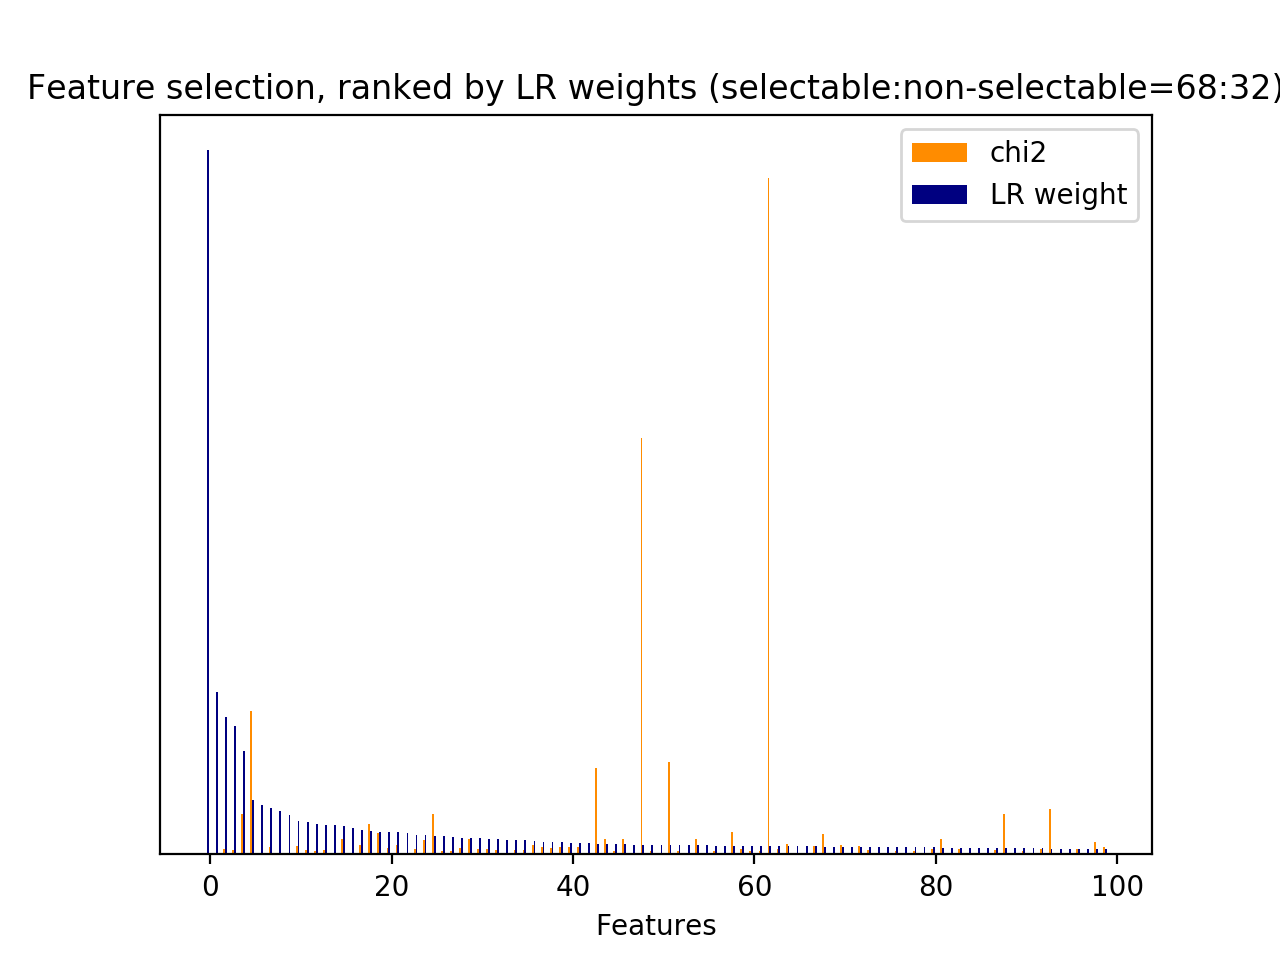 Feature selection, ranked by LR weights (selectable:non-selectable=68:32)
chi2
LR weight
0 20 40 60 80 100
Features